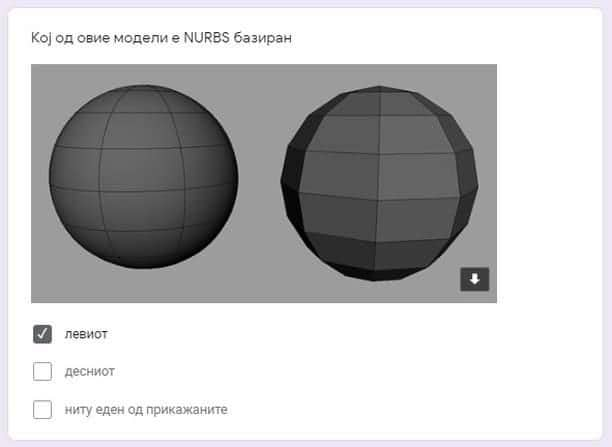 Кој од овие модели е NURBS базиран
левиот
десниот
ниту еден од прикажаните